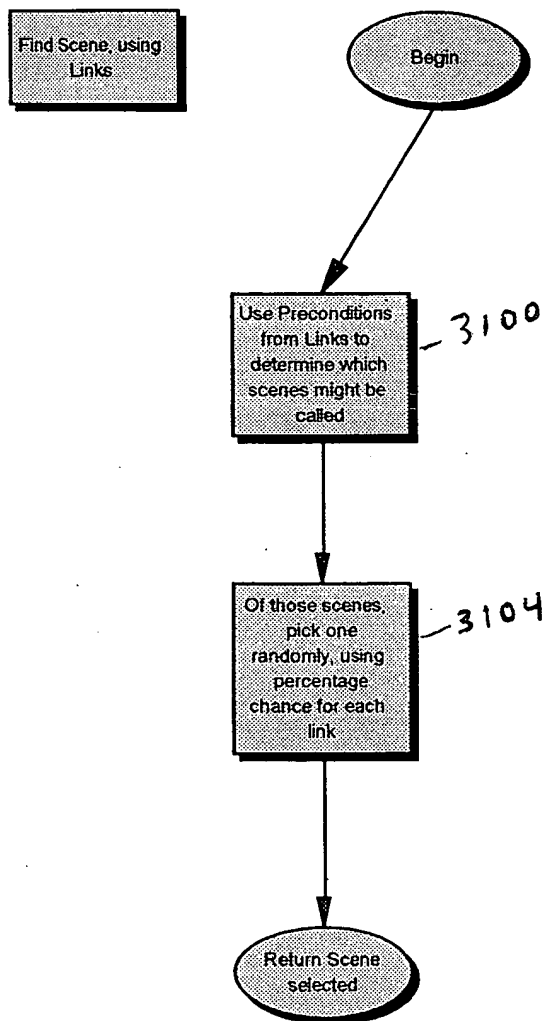 Find Scene, using
Links
Begin
Use Preconditions
from Links to
determine which
scenes might be
called
3100
Of those scenes,
pick one
randomly, using
percentage
chance for each
link
3104
Return Scene
selected